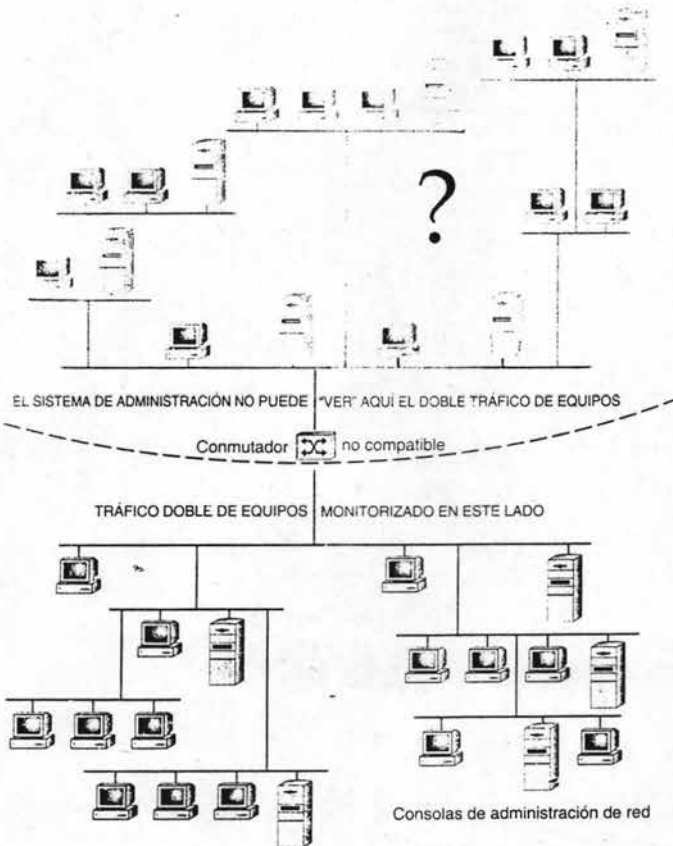 ?
EL SISTEMA DE ADMINISTRACIÓN NO PUEDE "VER" AQUÍ EL DOBLE TRÁFICO DE EQUIPOS
Conmutador no compatible
TRÁFICO DOBLE DE EQUIPOS MONITORIZADO EN ESTE LADO
Consolas de administración de red